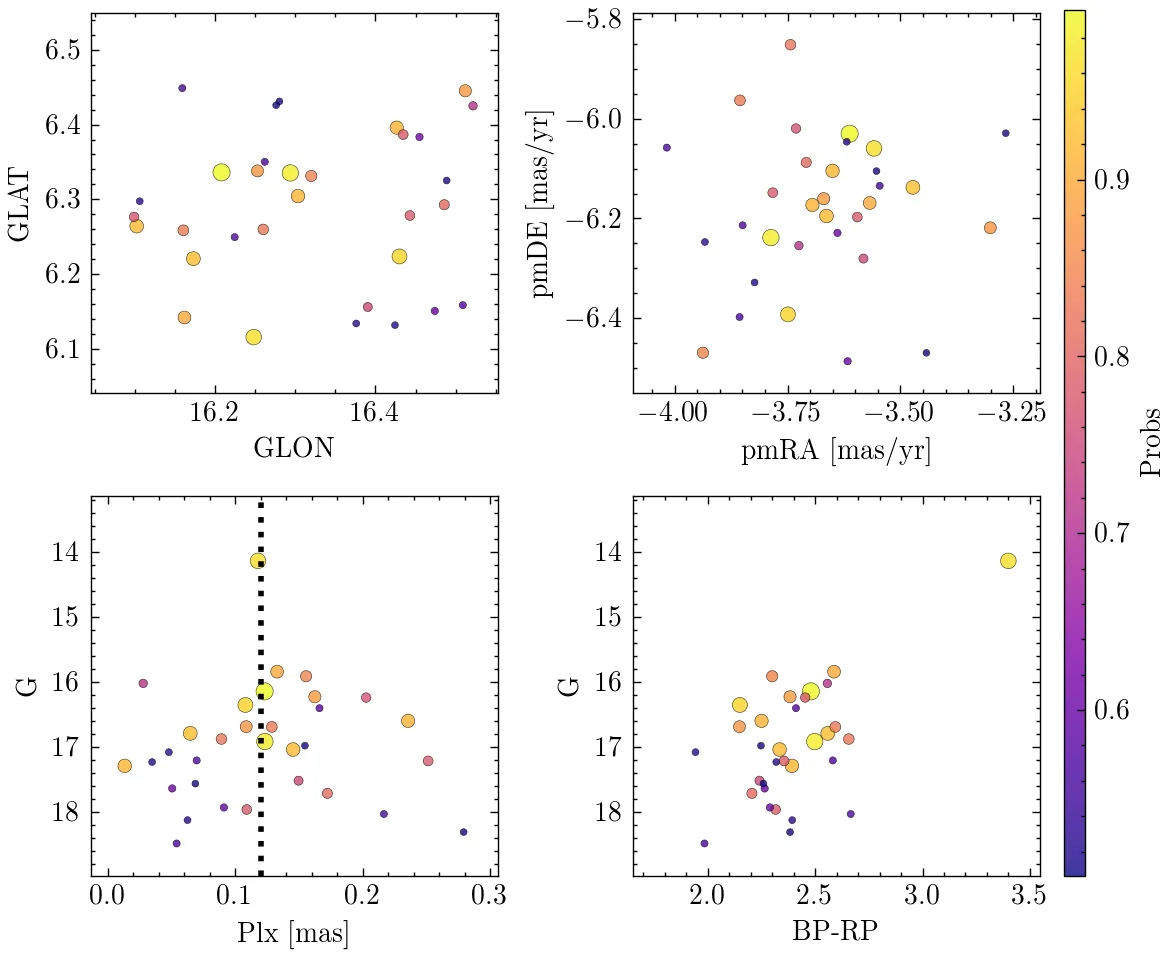 6.5
6.4
6.3
6.2
6.1
GLAT
16.2 16.4
GLON
−5.8
−6.0
−6.2
−6.4
pmDE [mas/yr]
−4.00 −3.75 −3.50 −3.25
pmRA [mas/yr]
14
15
16
17
18
G
0.0 0.1 0.2 0.3
Plx [mas]
14
15
16
17
18
G
2.0 2.5 3.0 3.5
BP-RP
0.9
0.8
0.7
0.6
Probs